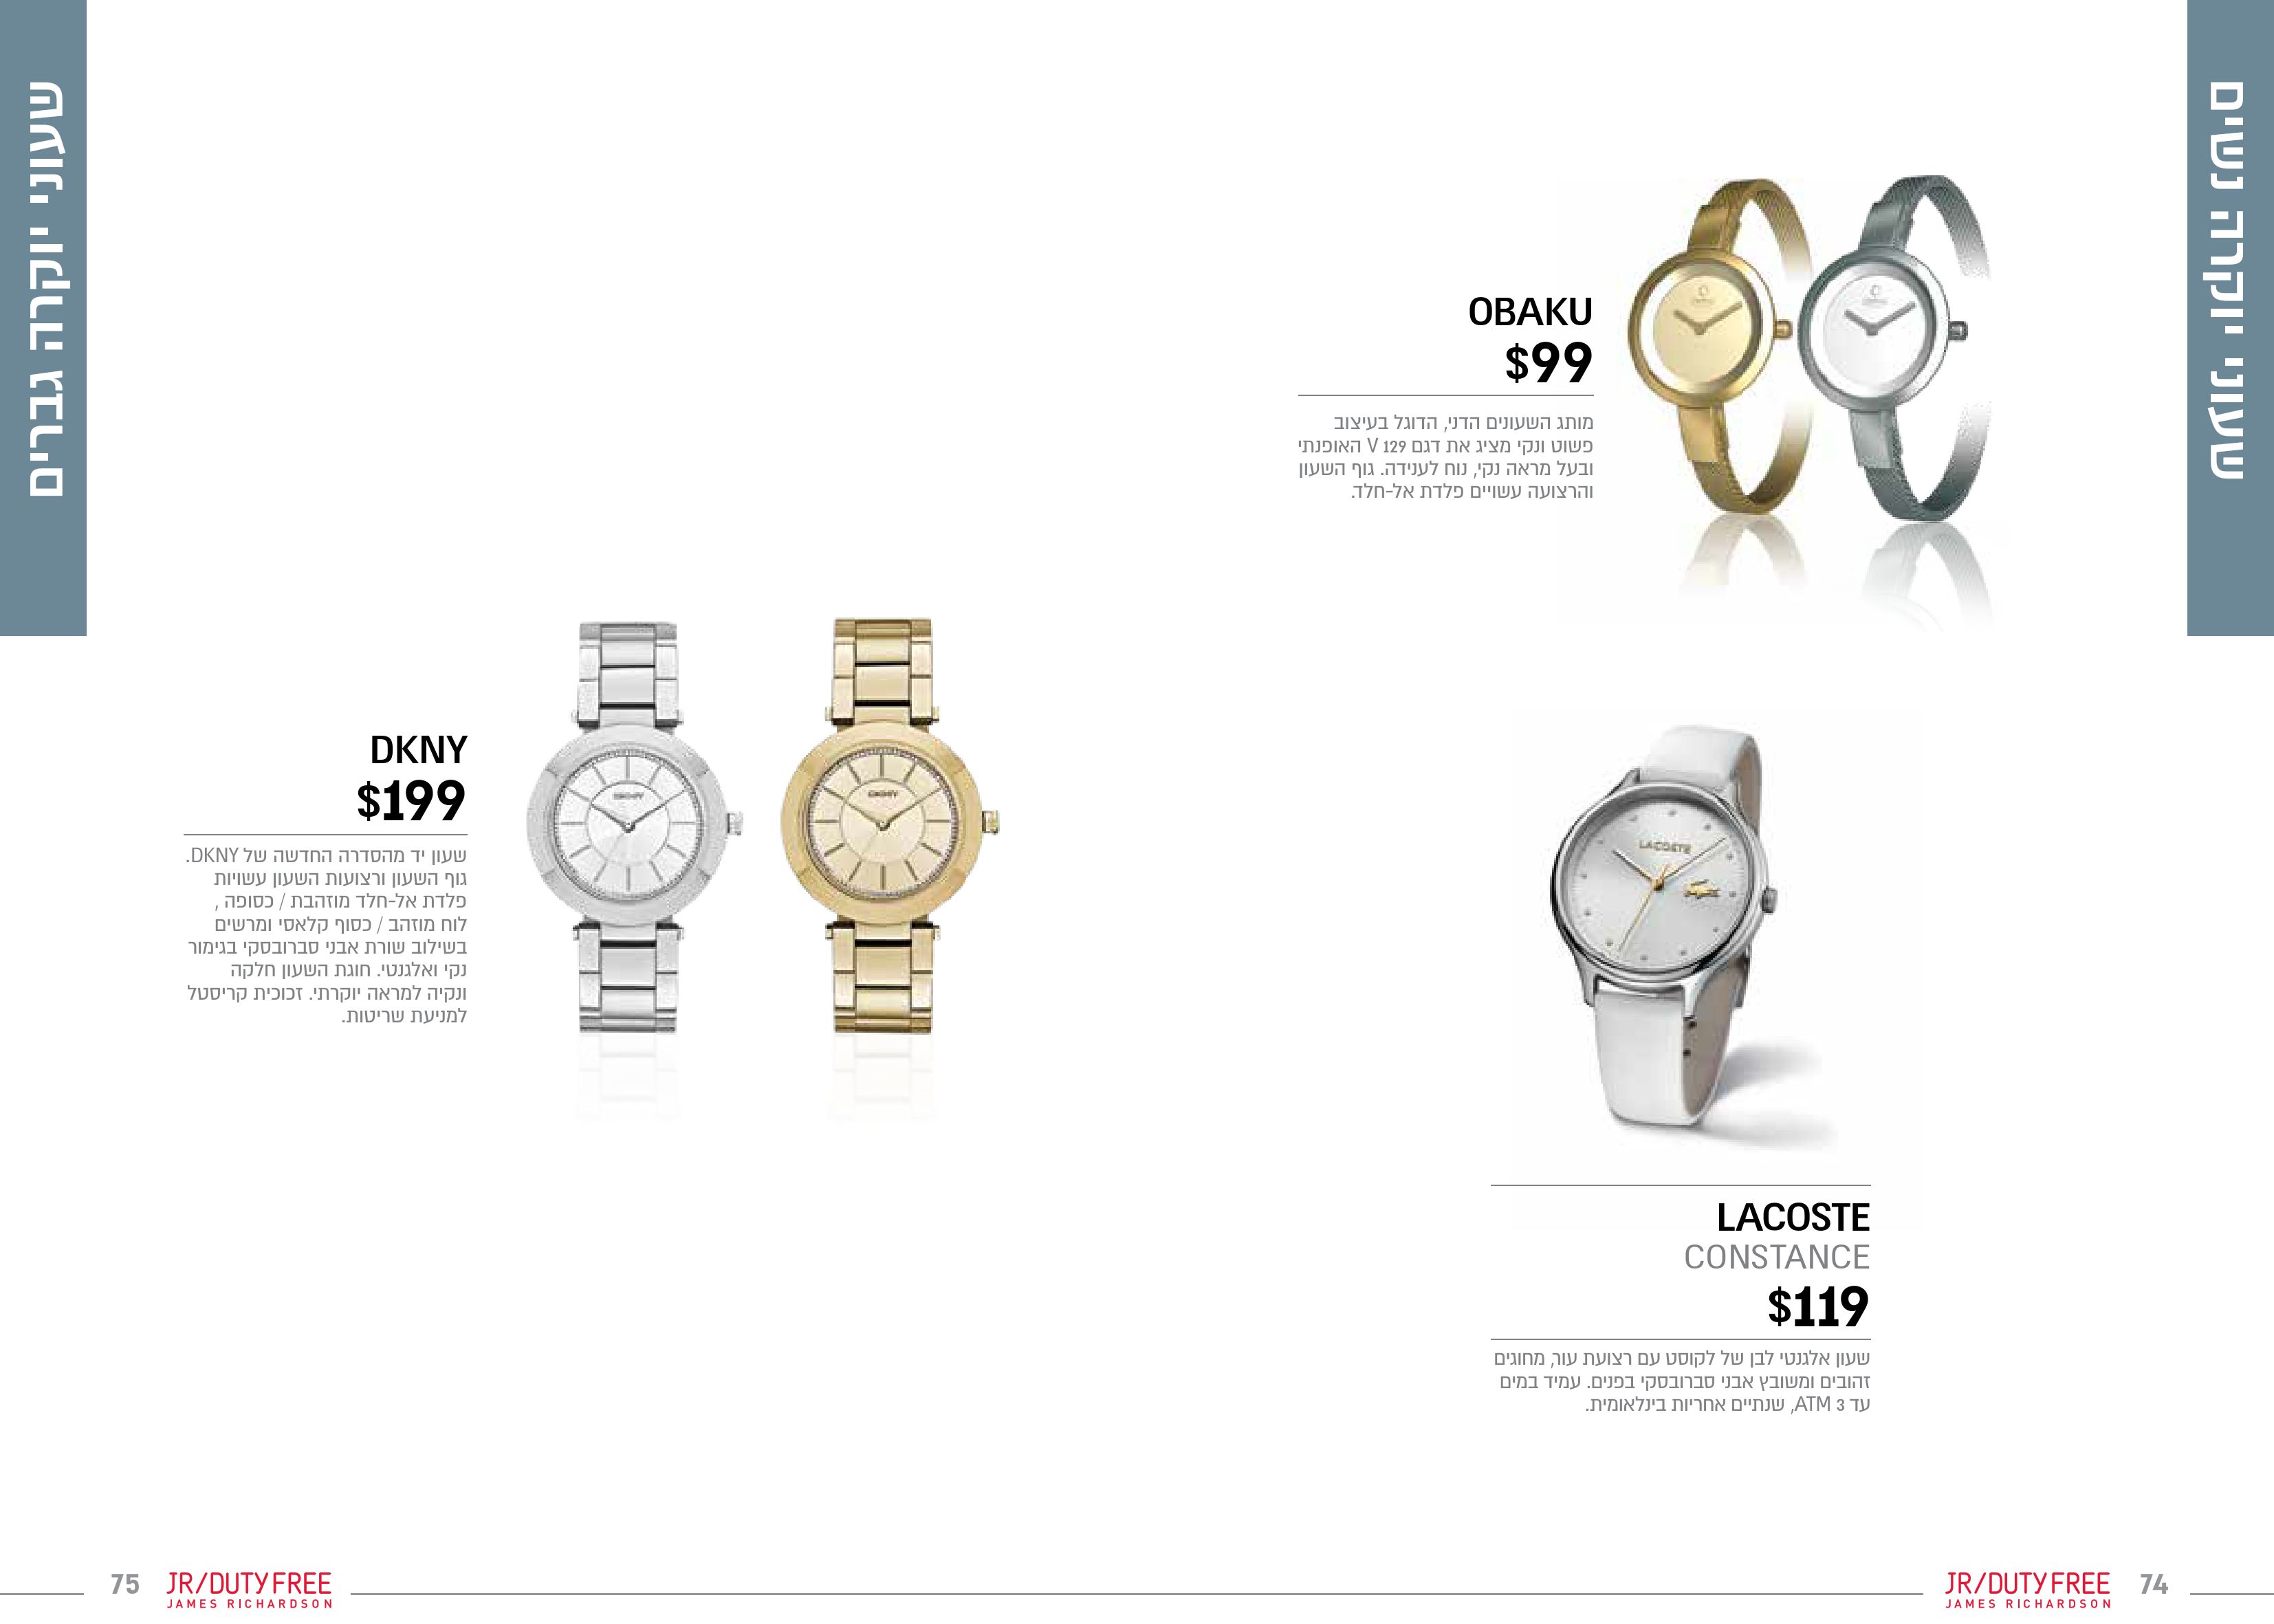 שעוני יוקרה נשים
OBAKU
$99
מותג השעונים הדני, הדוגל בעיצוב
פשוט ונקי מציג את דגם V 129 האופנתי
ובעל מראה נקי, נוח לענידה. גוף השעון
והרצועה עשויים פלדת אל-חלד.
LACOSTE
LACOSTE
CONSTANCE
$119
שעון אלגנטי לבן של לקוסט עם רצועת עור, מחוגים
זהובים ומשובץ אבני סברובסקי בפנים. עמיד במים
עד 3 ATM, שנתיים אחריות בינלאומית.
JR/DUTY FREE
JAMES RICHARDSON
74
שעוני יוקרה גברים
DKNY
DKNY
DKNY
$199
שעון יד מהסדרה החדשה של DKNY.
גוף השעון ורצועות השעון עשויות
פלדת אל-חלד מוזהבת / כסופה ,
לוח מוזהב / כסוף קלאסי ומרשים
בשילוב שורת אבני סברובסקי בגימור
נקי ואלגנטי. חוגת השעון חלקה
ונקיה למראה יוקרתי. זכוכית קריסטל
למניעת שריטות.
75
JR/DUTY FREE
JAMES RICHARDSON